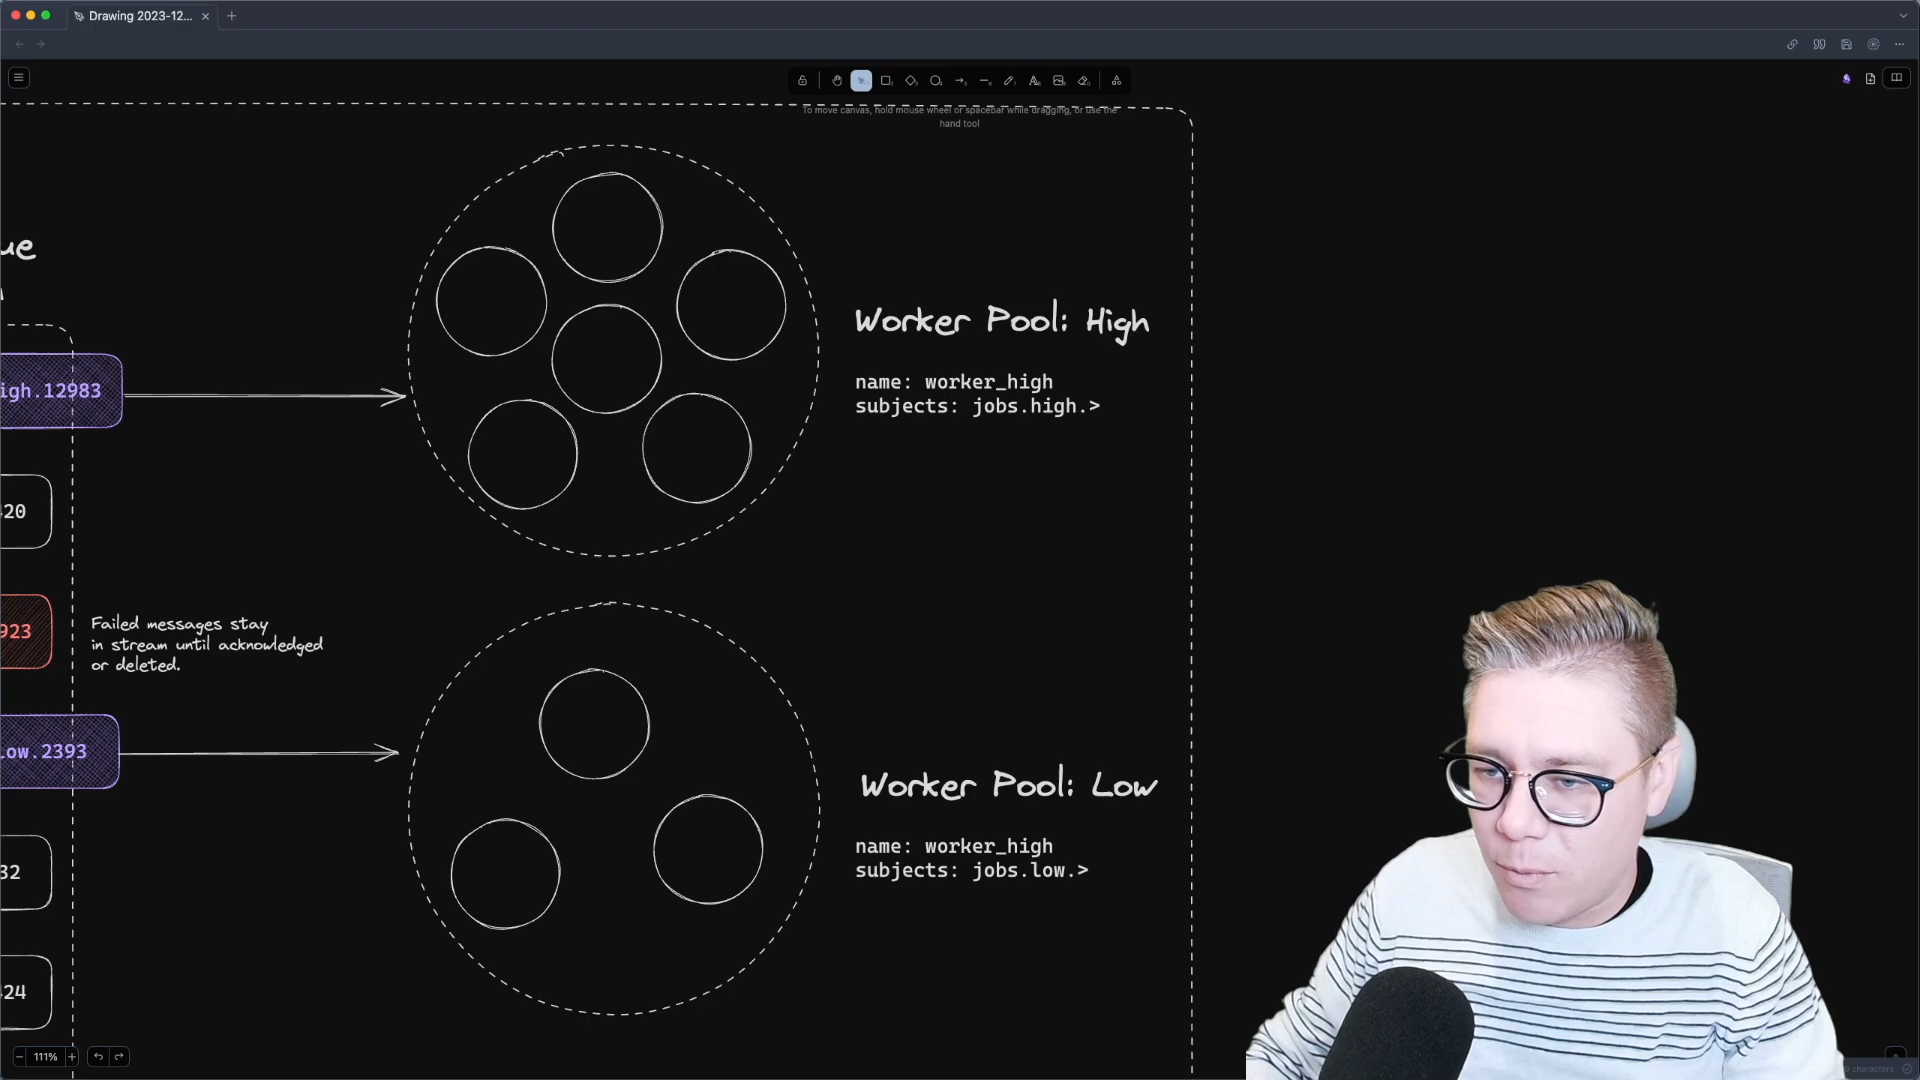 Drawing 2023-12...
To move canvas, hold mouse wheel or spacebar while dragging, or use the
hand tool
ue
Worker Pool: High
name: worker_high
subjects: jobs.high.>
igh.12983
20
923
Failed messages stay
in stream until acknowledged
or deleted.
low.2393
Worker Pool: Low
name: worker_high
subjects: jobs.low.>
32
24
111%
characters